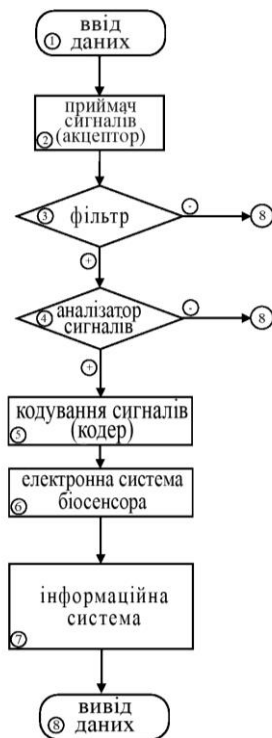 ввід
① даних
приймач
сигналів
② (акцептор)
③ фільтр - 8
+
④ аналізатор - 8
сигналів
+
кодування сигналів
⑤ (кодер)
електронна система
⑥ біосенсора
інформаційна
система
⑦
вивід
⑧ даних